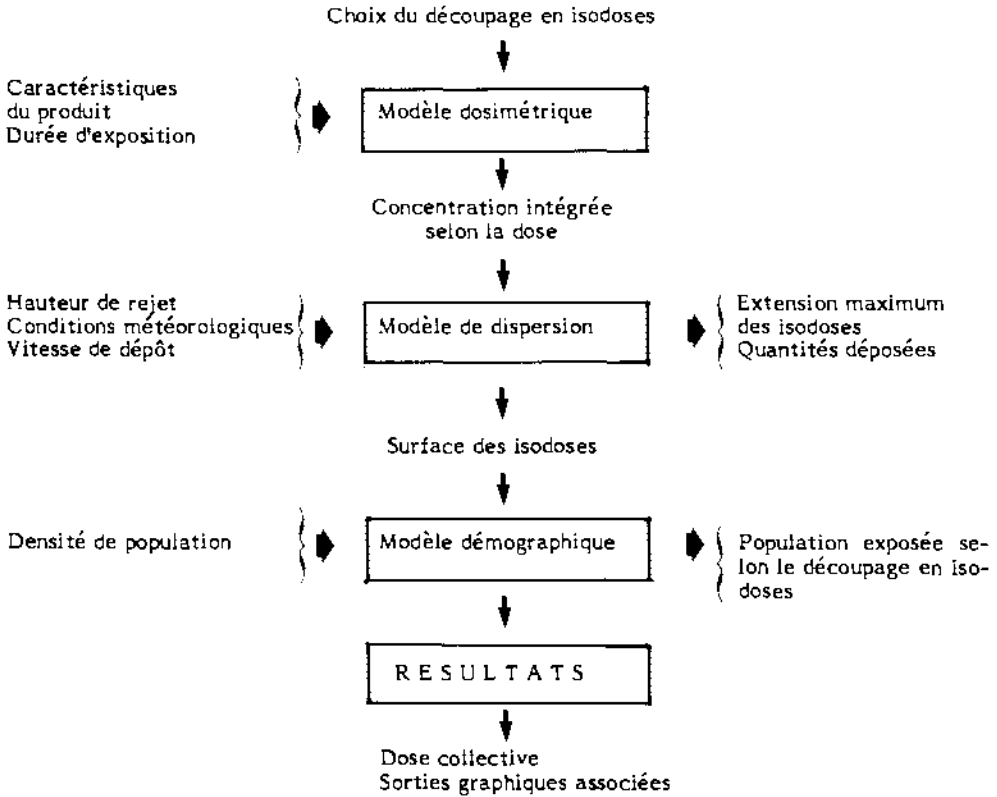 Choix du découpage en isodoses
Caractéristiques
du produit
Durée d'exposition
Modèle dosimétrique
Concentration intégrée
selon la dose
Hauteur de rejet
Conditions météorologiques
Vitesse de dépôt
Modèle de dispersion
Extension maximum
des isodoses
Quantités déposées
Surface des isodoses
Densité de population
Modèle démographique
Population exposée se-
lon le découpage en iso-
doses
RESULTATS
Dose collective
Sorties graphiques associées